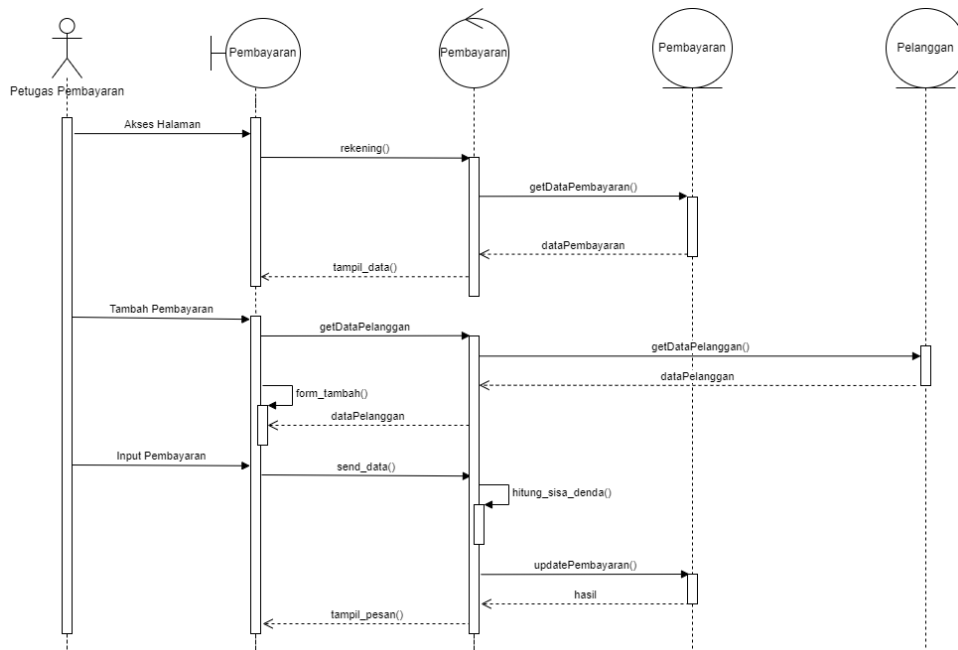 Pembayaran
Pembayaran
Pembayaran
Pelanggan
Petugas Pembayaran
Akses Halaman
rekening()
getDataPembayaran()
dataPembayaran
tampil_data()
Tambah Pembayaran
getDataPelanggan
getDataPelanggan()
dataPelanggan
form_tambah()
dataPelanggan
Input Pembayaran
send_data()
hitung_sisa_denda()
updatePembayaran()
hasil
tampil_pesan()